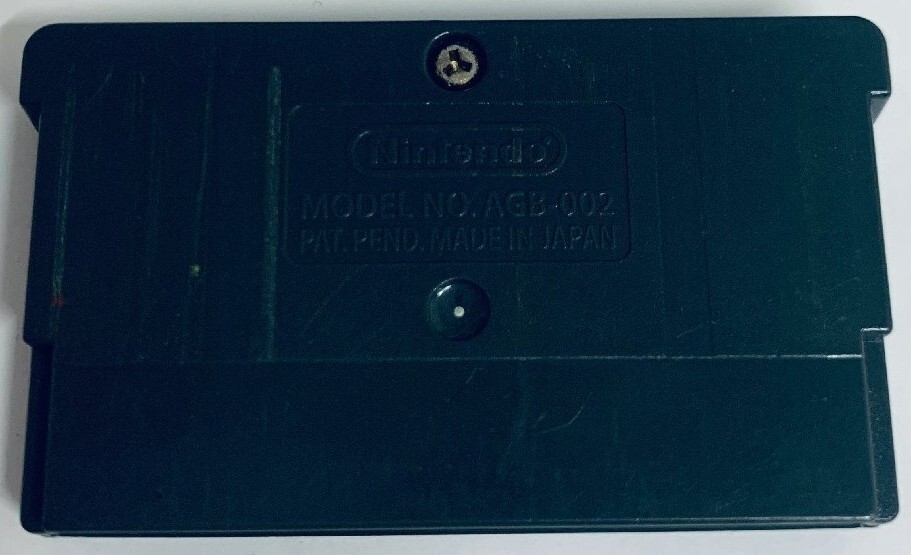 Nintendo
MODEL NO. AGB-002
PAT. PEND. MADE IN JAPAN